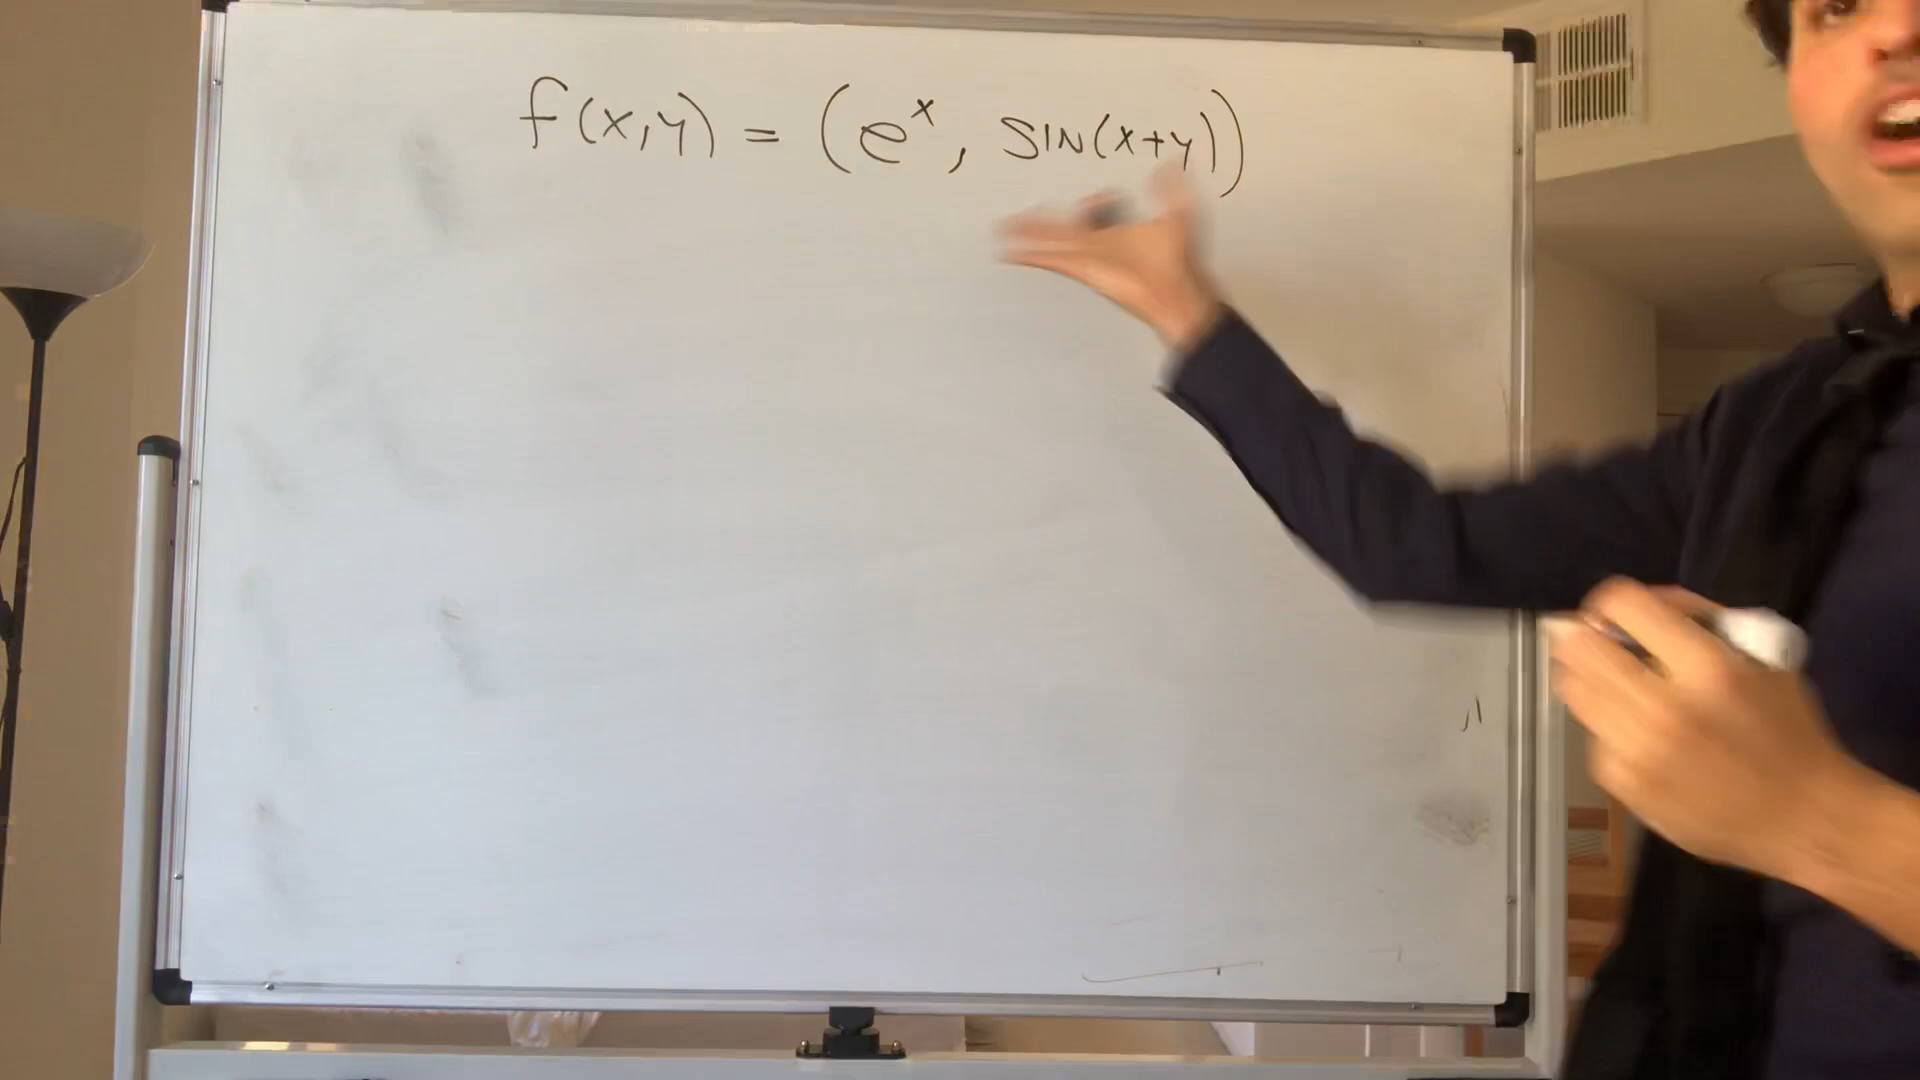 f(x,y) = (e^x, SIN(x+y))